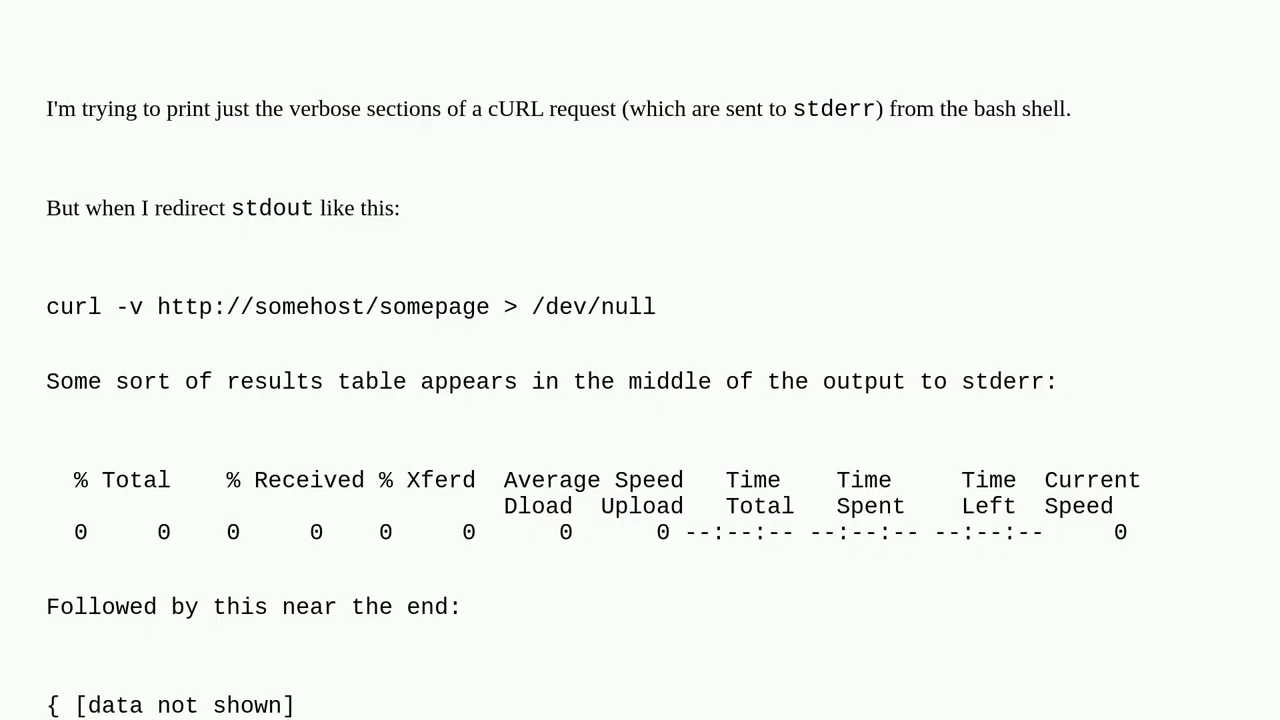 I'm trying to print just the verbose sections of a cURL request (which are sent to stderr) from the bash shell.
But when I redirect stdout like this:
curl -v http://somehost/somepage > /dev/null
Some sort of results table appears in the middle of the output to stderr:
  % Total    % Received % Xferd  Average Speed   Time    Time     Time  Current
                                 Dload  Upload   Total   Spent    Left  Speed
  0     0    0     0    0     0      0      0 --:--:-- --:--:-- --:--:--     0
Followed by this near the end:
{ [data not shown]